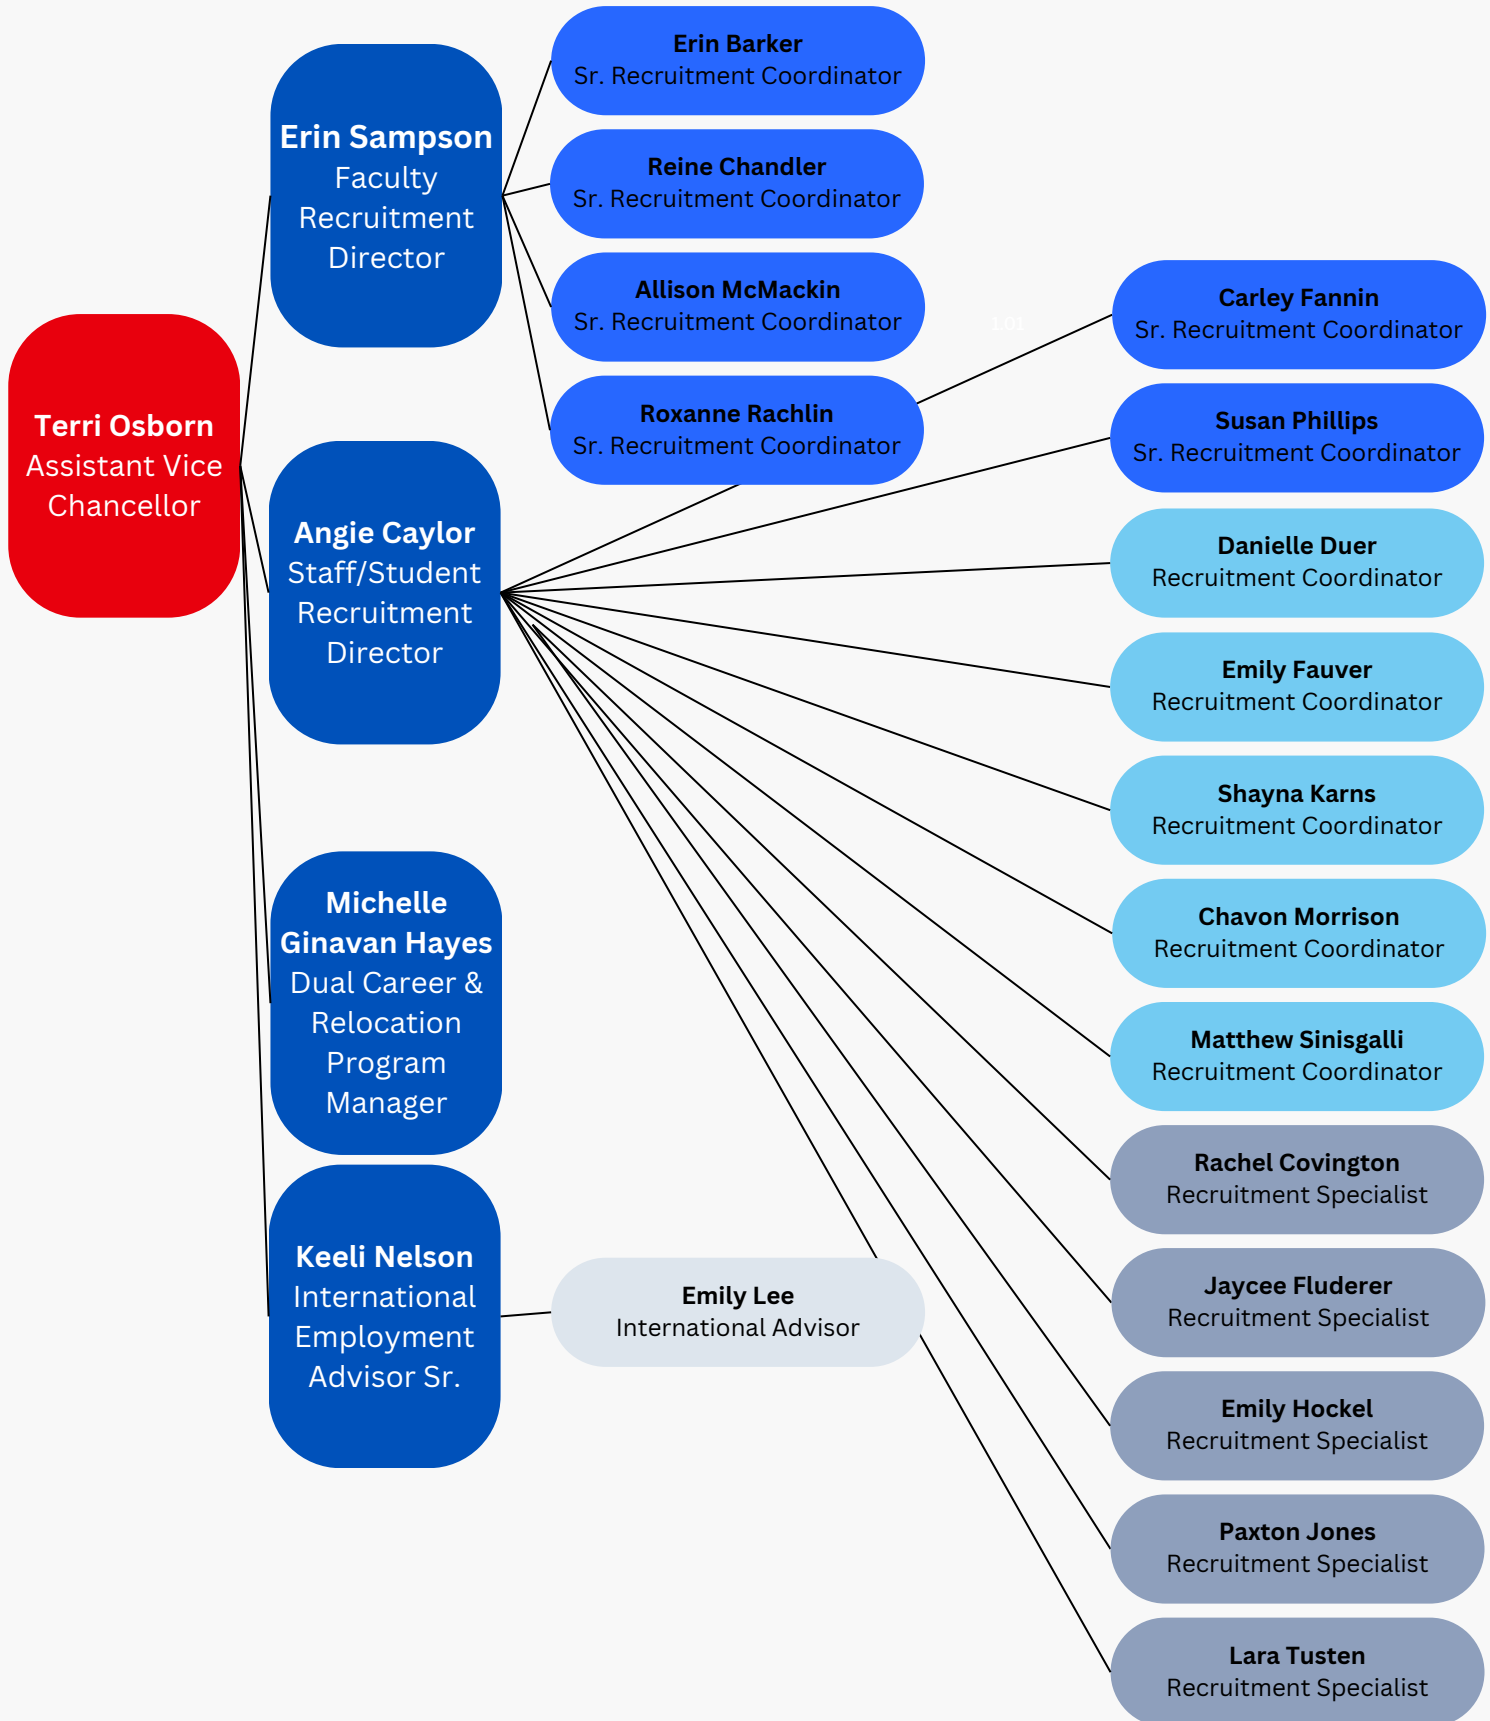 Terri Osborn
Assistant Vice
Chancellor
Erin Sampson
Faculty
Recruitment
Director
Angie Caylor
Staff/Student
Recruitment
Director
Michelle
Ginavan Hayes
Dual Career &
Relocation
Program
Manager
Keeli Nelson
International
Employment
Advisor Sr.
Erin Barker
Sr. Recruitment Coordinator
Reine Chandler
Sr. Recruitment Coordinator
Allison McMackin
Sr. Recruitment Coordinator
Roxanne Rachlin
Sr. Recruitment Coordinator
Emily Lee
International Advisor
1.01
Carley Fannin
Sr. Recruitment Coordinator
Susan Phillips
Sr. Recruitment Coordinator
Danielle Duer
Recruitment Coordinator
Emily Fauver
Recruitment Coordinator
Shayna Karns
Recruitment Coordinator
Chavon Morrison
Recruitment Coordinator
Matthew Sinisgalli
Recruitment Coordinator
Rachel Covington
Recruitment Specialist
Jaycee Fluderer
Recruitment Specialist
Emily Hockel
Recruitment Specialist
Paxton Jones
Recruitment Specialist
Lara Tusten
Recruitment Specialist